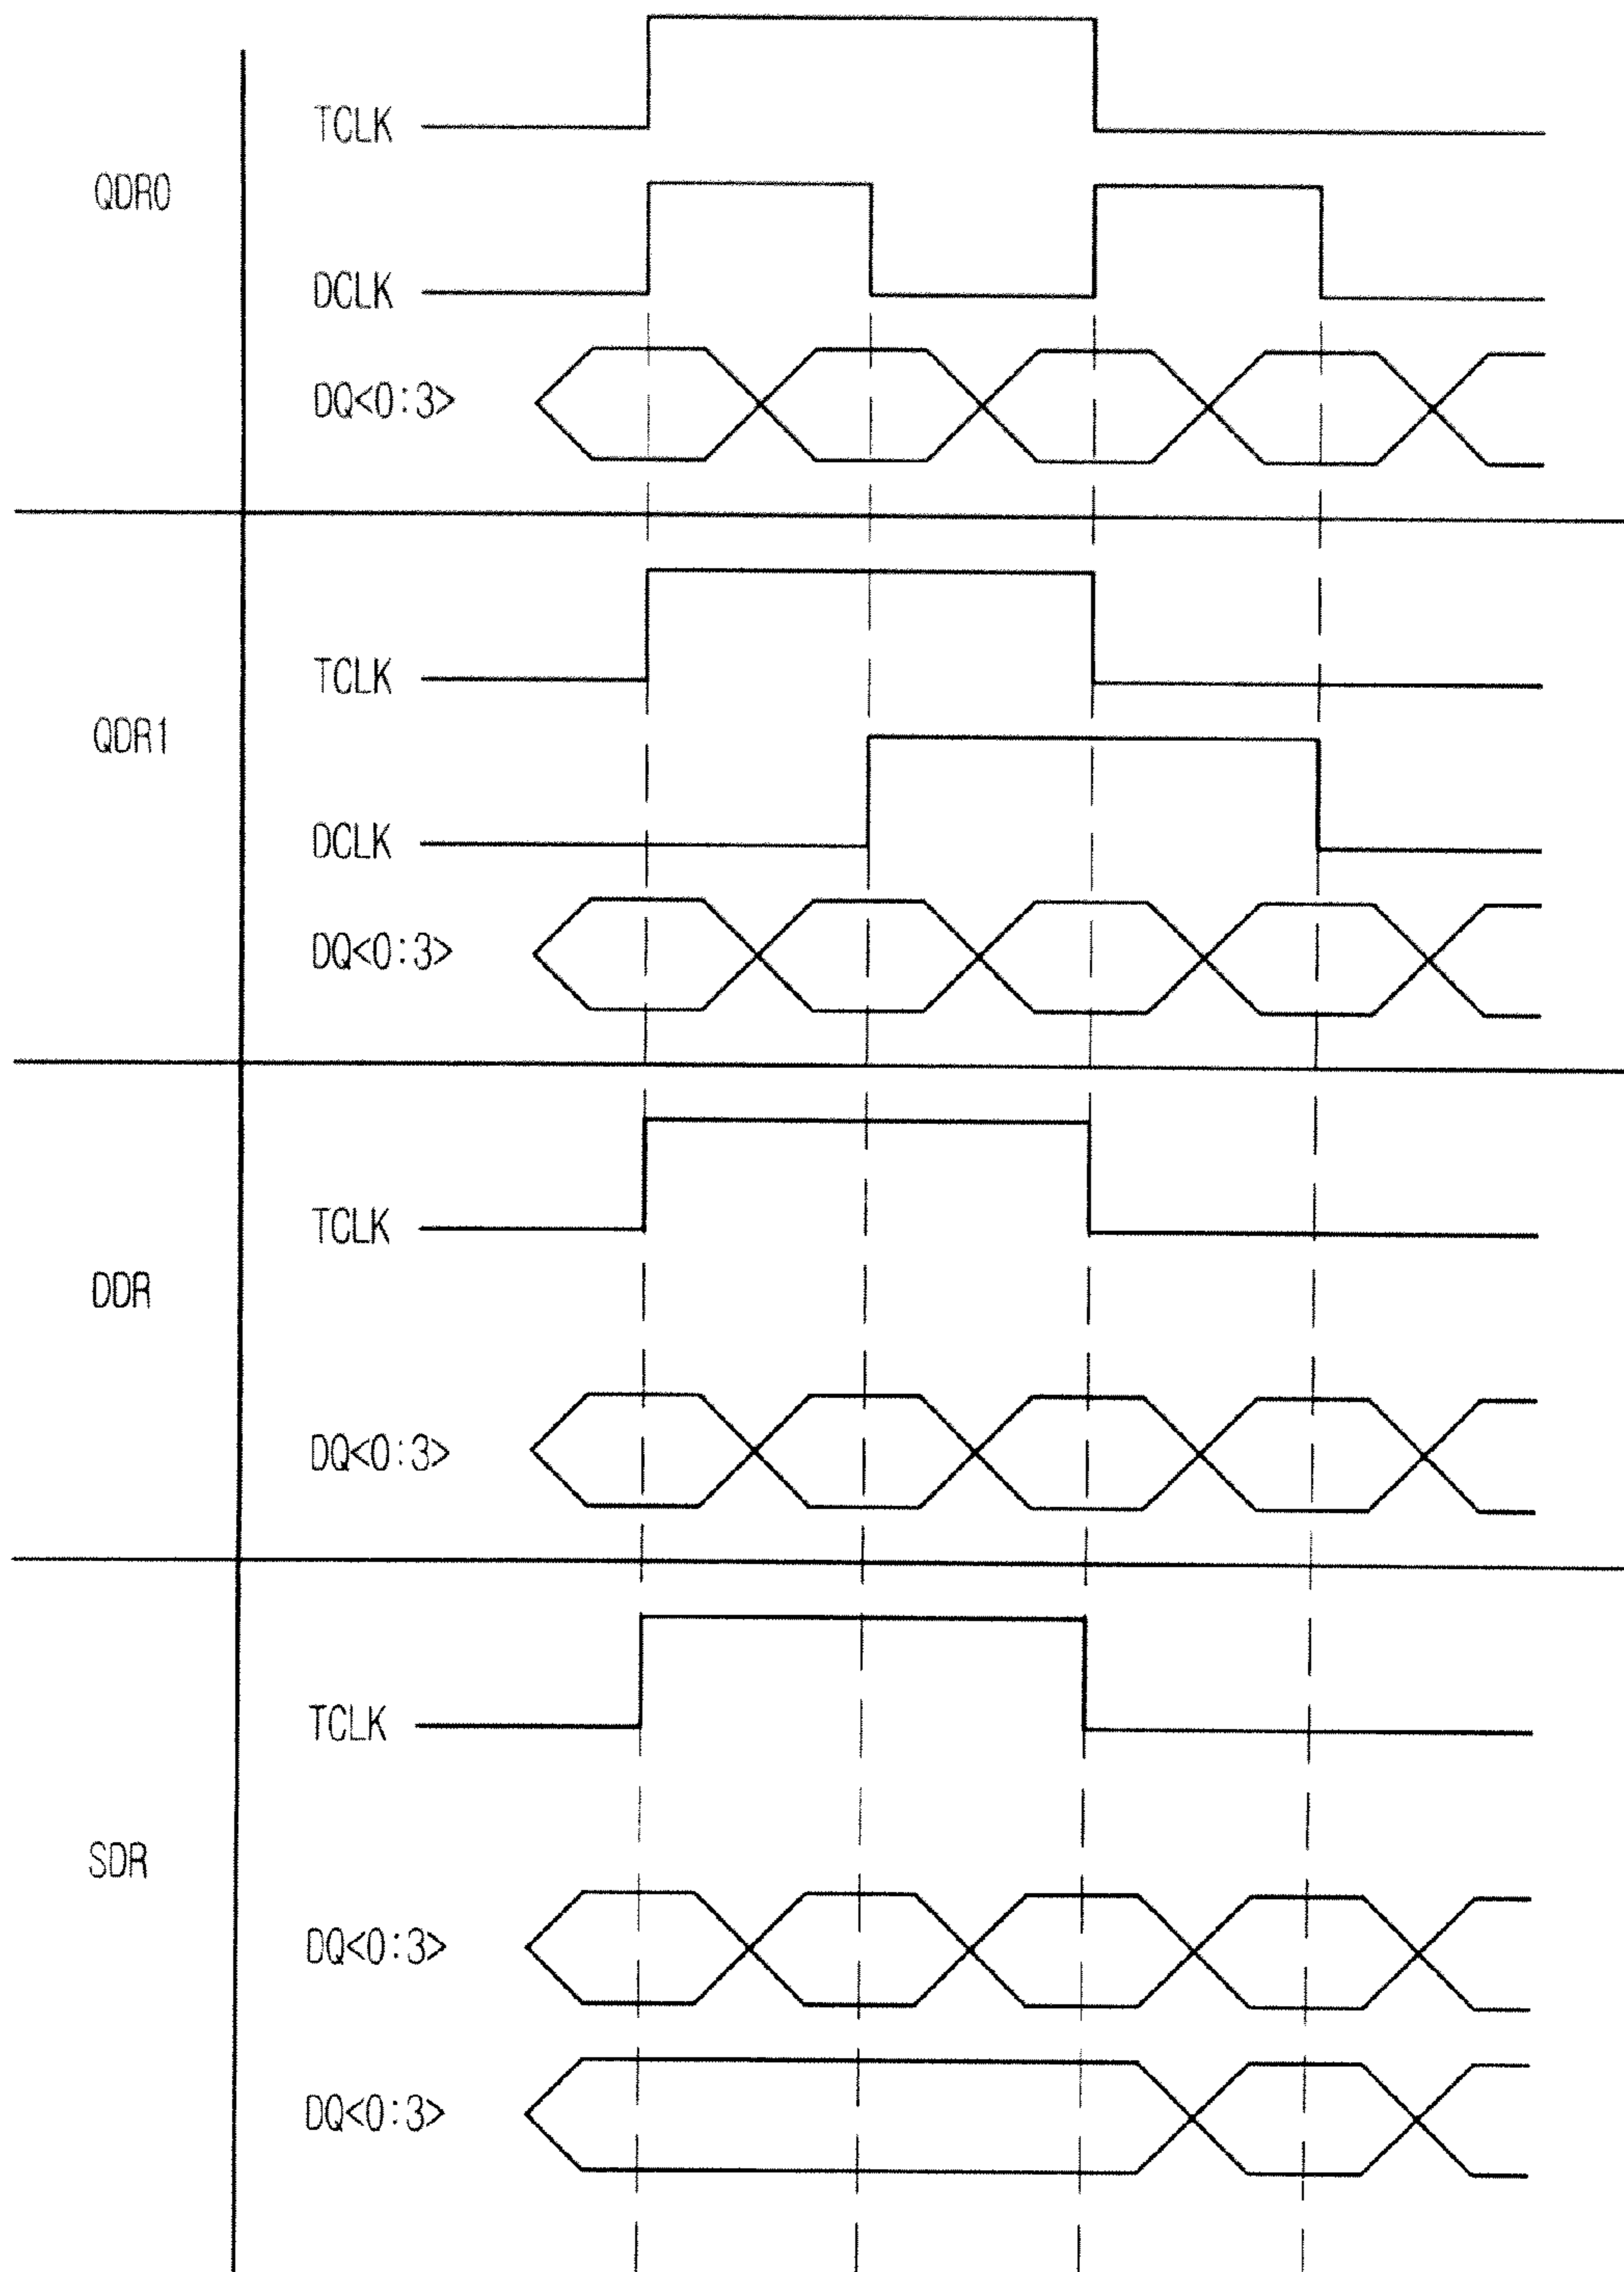 TCLK
QDR0
DCLK
DQ<0:3>
TCLK
QDR1
DCLK
DQ<0:3>
TCLK
DDR
DQ<0:3>
TCLK
SDR
DQ<0:3>
DQ<0:3>